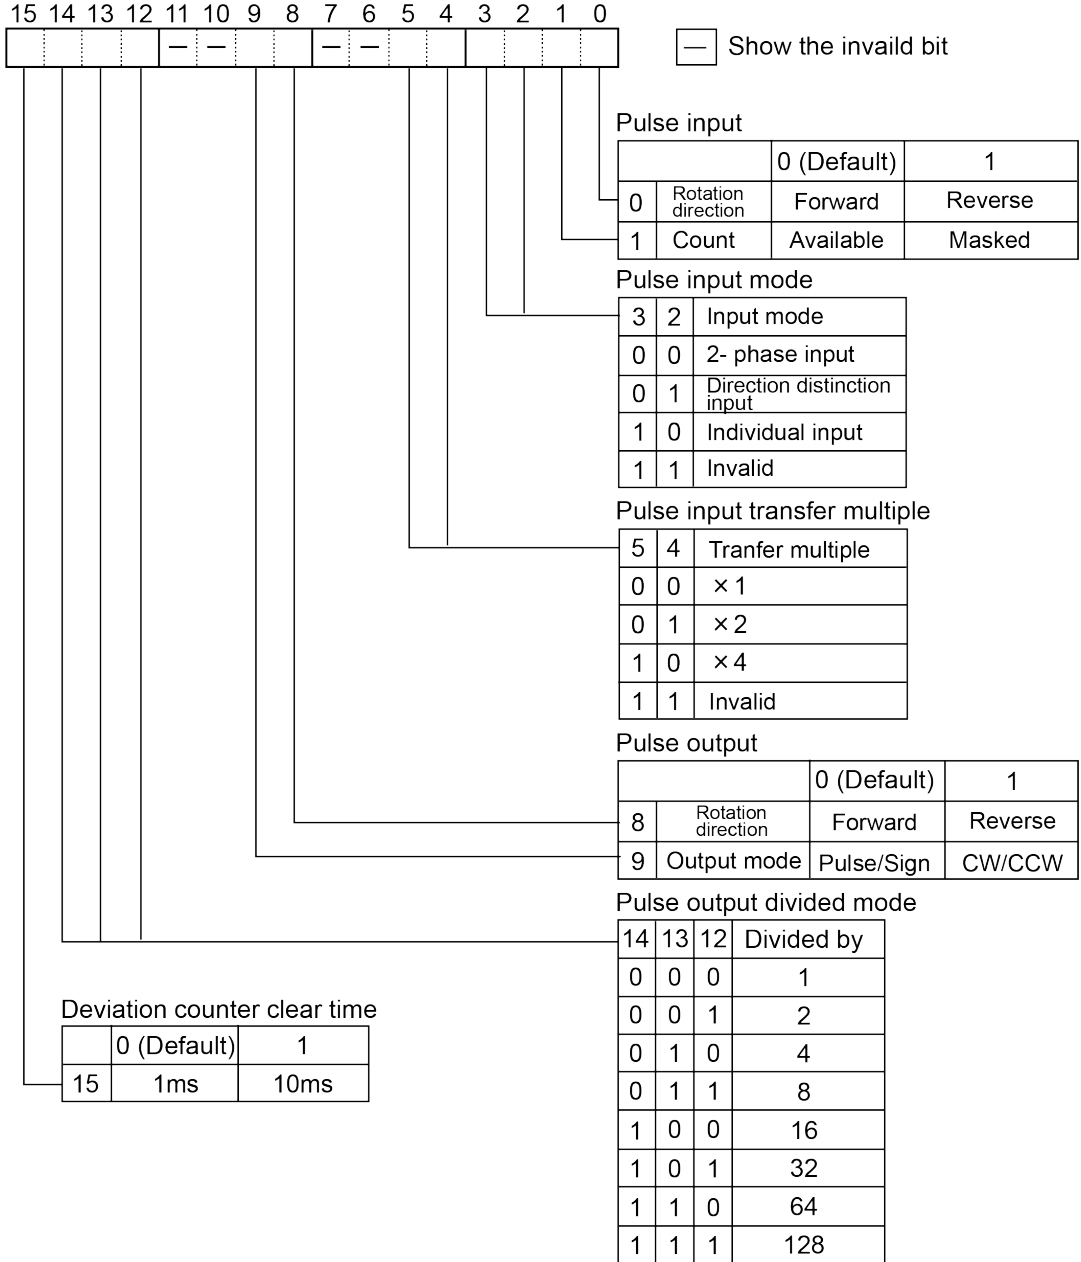 15 14 13 12 11 10 9 8 7 6 5 4 3 2 1 0
— — — —
— Show the invaild bit
Pulse input
0 (Default) 1
0 Rotation direction Forward Reverse
1 Count Available Masked
Pulse input mode
3 2 Input mode
0 0 2- phase input
0 1 Direction distinction
input
1 0 Individual input
1 1 Invalid
Pulse input transfer multiple
5 4 Tranfer multiple
0 0 ×1
0 1 ×2
1 0 ×4
1 1 Invalid
Pulse output
0 (Default) 1
8 Rotation direction Forward Reverse
9 Output mode Pulse/Sign CW/CCW
Pulse output divided mode
14 13 12 Divided by
0 0 0 1
0 0 1 2
0 1 0 4
0 1 1 8
1 0 0 16
1 0 1 32
1 1 0 64
1 1 1 128
Deviation counter clear time
0 (Default) 1
15 1ms 10ms